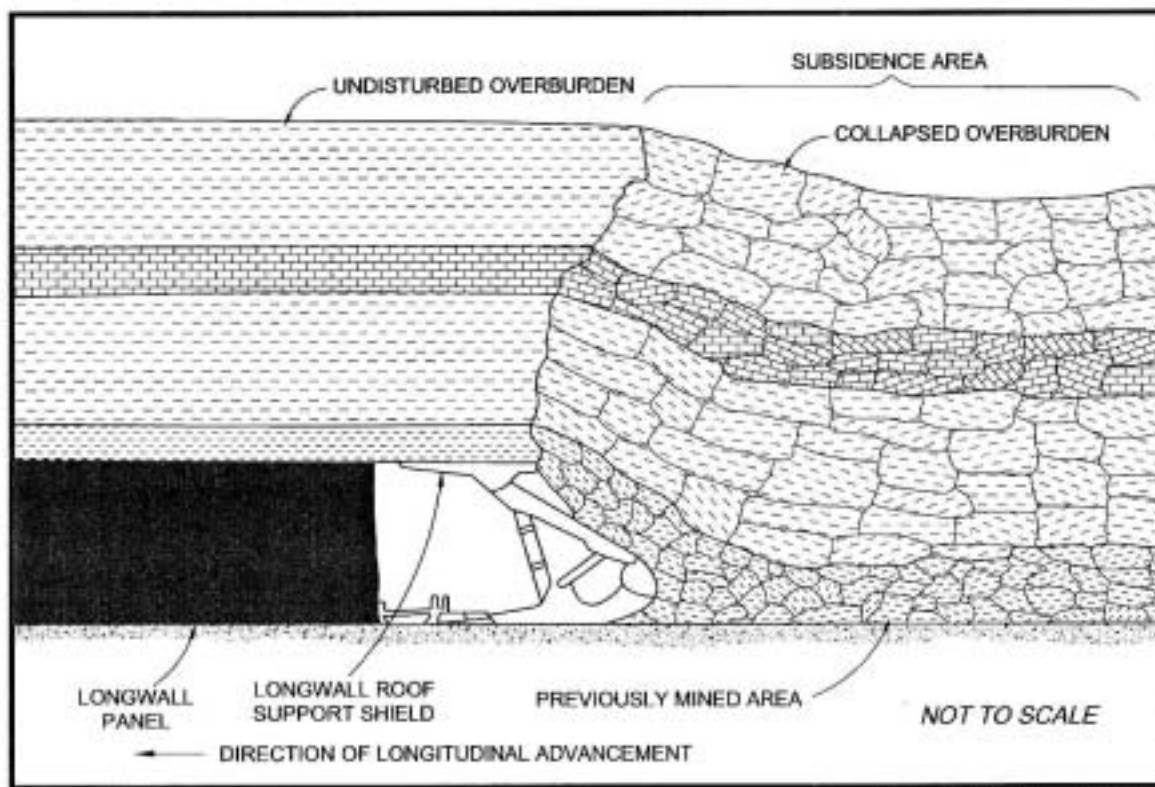 SUBSIDENCE AREA
UNDISTURBED OVERBURDEN
COLLAPSED OVERBURDEN
LONGWALL
PANEL
LONGWALL ROOF
SUPPORT SHIELD
PREVIOUSLY MINED AREA
NOT TO SCALE
DIRECTION OF LONGITUDINAL ADVANCEMENT